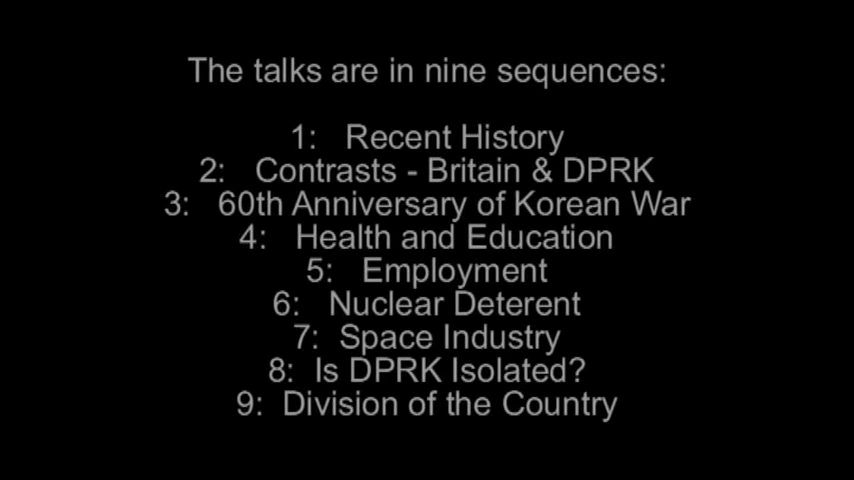 The talks are in nine sequences:
1: Recent History
2: Contrasts - Britain & DPRK
3: 60th Anniversary of Korean War
4: Health and Education
5: Employment
6: Nuclear Deterent
7: Space Industry
8: Is DPRK Isolated?
9: Division of the Country